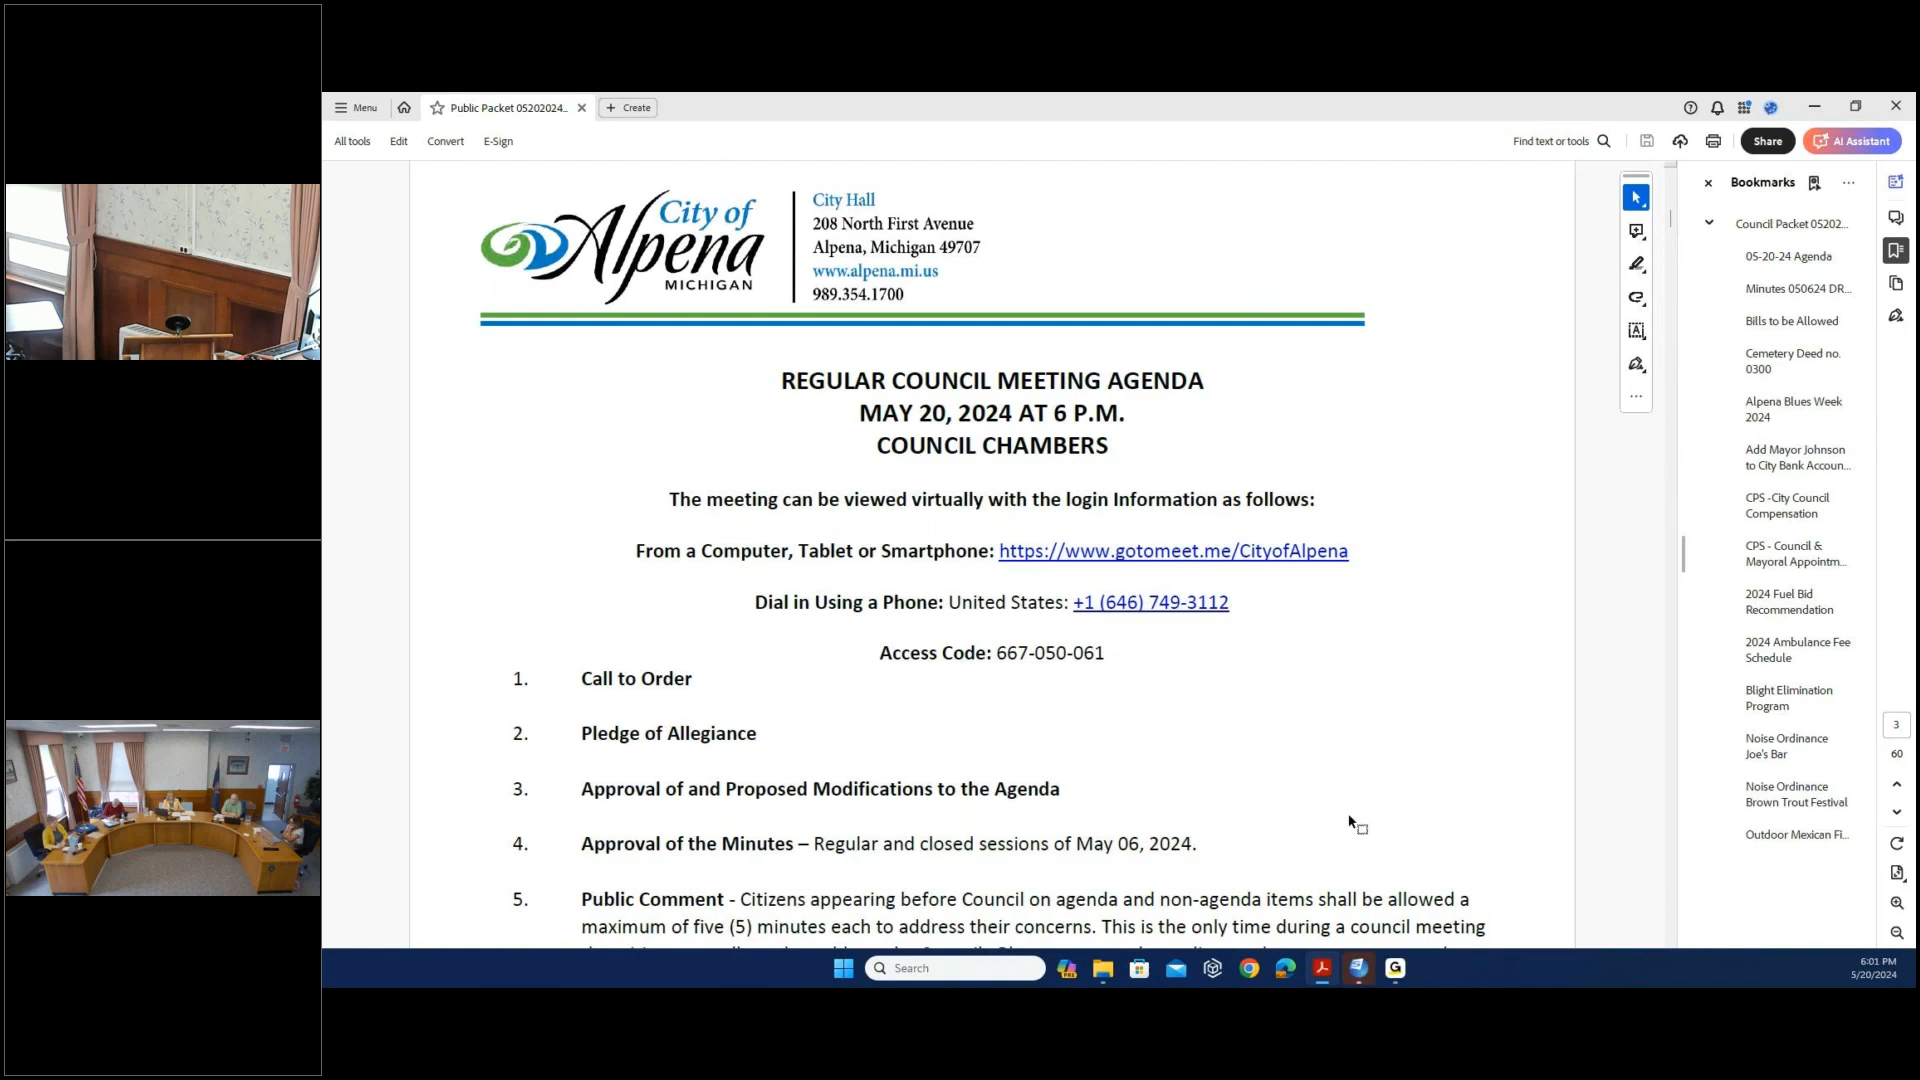 Menu
Public Packet 05202024...
Create
All tools
Edit
Convert
E-Sign
Find text or tools
Share
AI Assistant
City of
Alpena
MICHIGAN
City Hall
208 North First Avenue
Alpena, Michigan 49707
www.alpena.mi.us
989.354.1700
REGULAR COUNCIL MEETING AGENDA
MAY 20, 2024 AT 6 P.M.
COUNCIL CHAMBERS
The meeting can be viewed virtually with the login Information as follows:
From a Computer, Tablet or Smartphone: https://www.gotomeet.me/CityofAlpena
Dial in Using a Phone: United States: +1 (646) 749-3112
Access Code: 667-050-061
1. Call to Order
2. Pledge of Allegiance
3. Approval of and Proposed Modifications to the Agenda
4. Approval of the Minutes – Regular and closed sessions of May 06, 2024.
5. Public Comment - Citizens appearing before Council on agenda and non-agenda items shall be allowed a
maximum of five (5) minutes each to address their concerns. This is the only time during a council meeting
Bookmarks
Council Packet 05202...
05-20-24 Agenda
Minutes 050624 DR...
Bills to be Allowed
Cemetery Deed no.
0300
Alpena Blues Week
2024
Add Mayor Johnson
to City Bank Accoun...
CPS -City Council
Compensation
CPS - Council &
Mayoral Appointm...
2024 Fuel Bid
Recommendation
2024 Ambulance Fee
Schedule
Blight Elimination
Program
Noise Ordinance
Joe's Bar
Noise Ordinance
Brown Trout Festival
Outdoor Mexican Fi...
3
60
Search
6:01 PM
5/20/2024